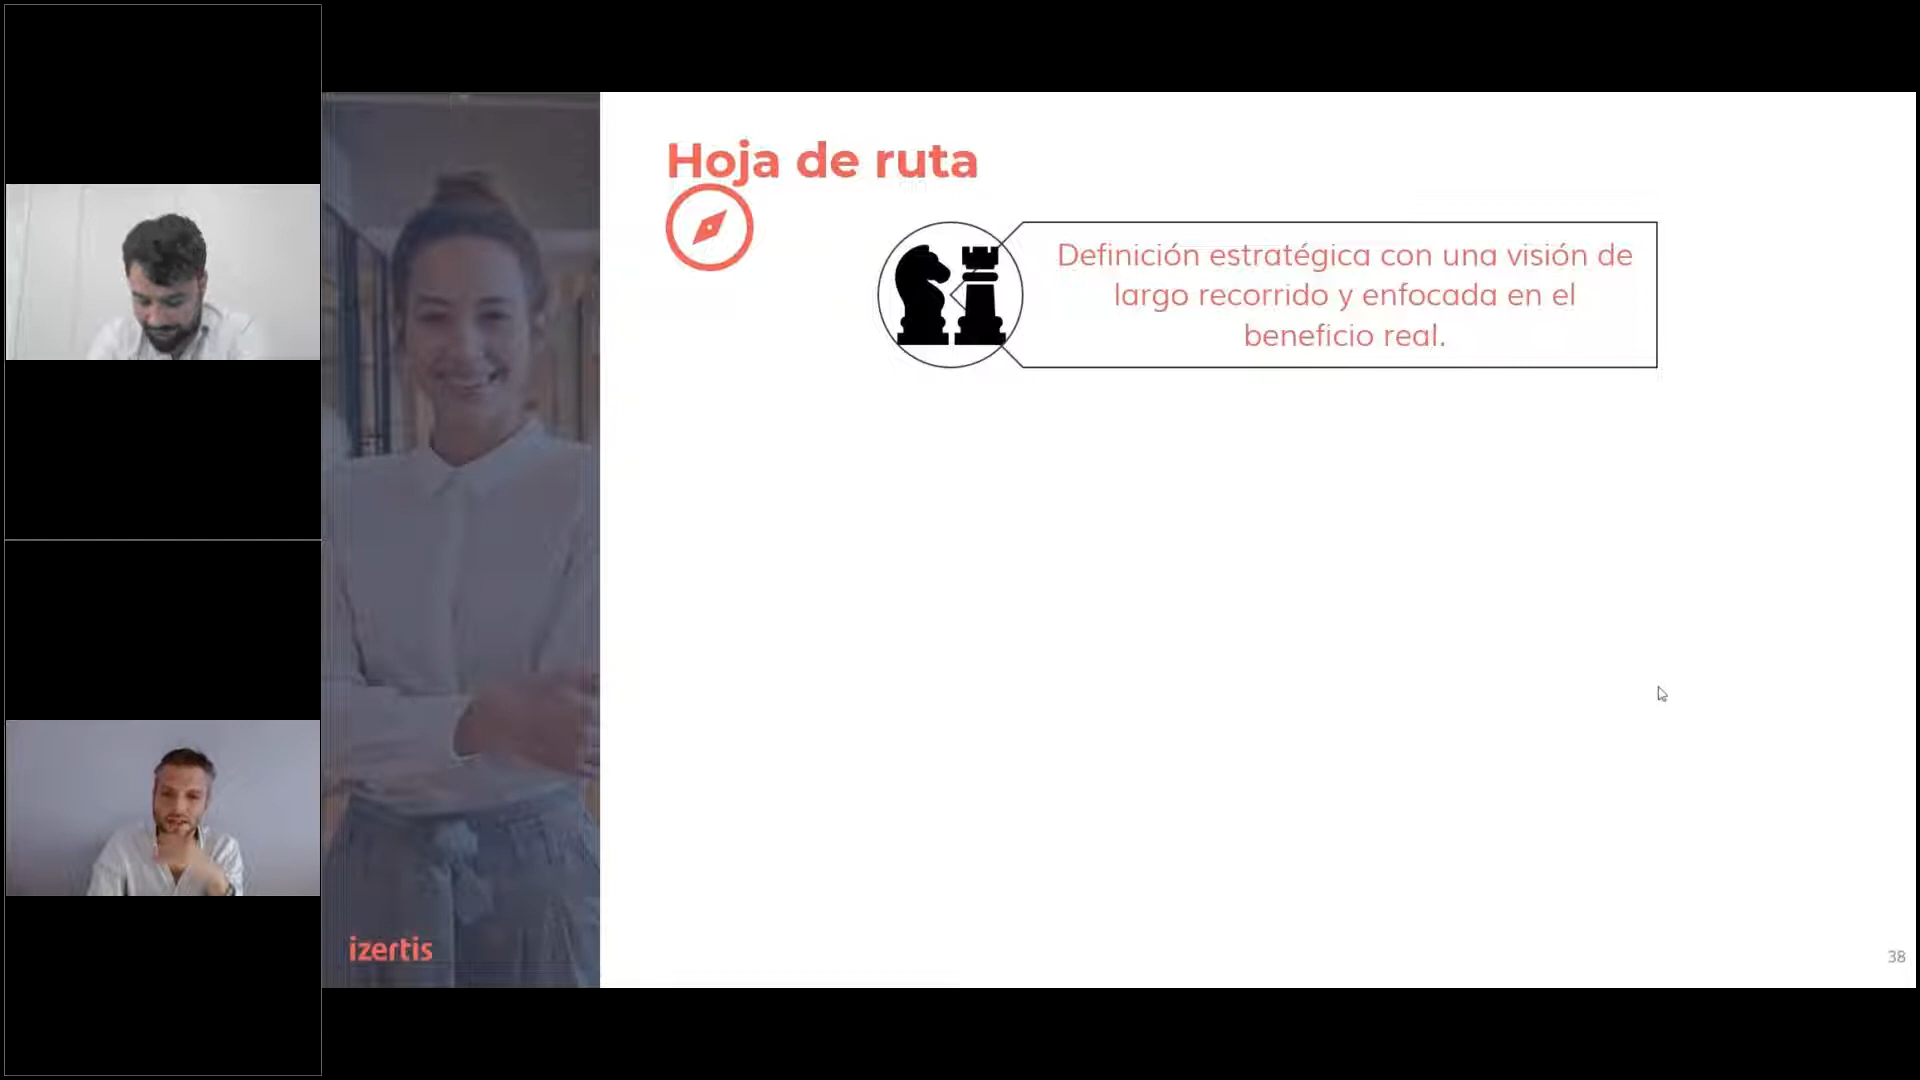 Hoja de ruta
Definición estratégica con una visión de
largo recorrido y enfocada en el
beneficio real.
izertis
38